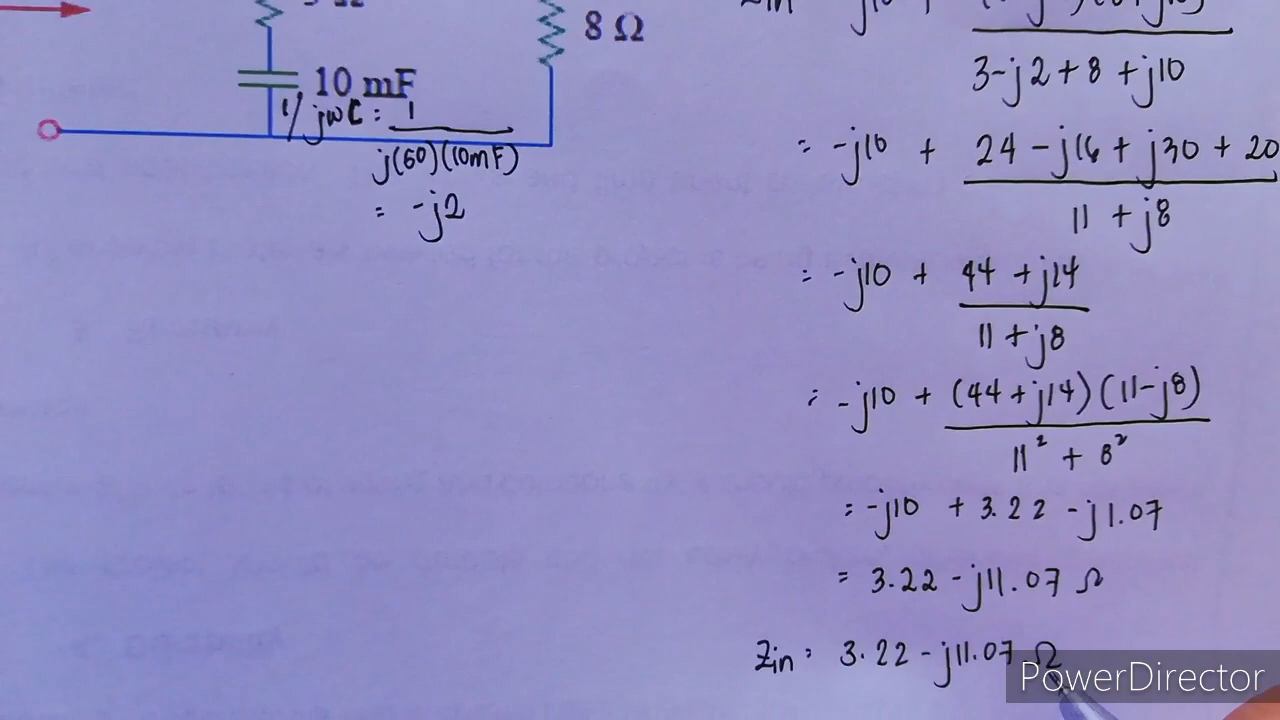 8 Ω
10 mF
1/jωC = 1
j(50)(10mF)
= -j2
3-j2 + 8 + j10
= -j10 + 24 - j16 + j30 + 20
11 + j8
= -j10 + 44 + j14
11 + j8
= -j10 + (44 + j14)(11-j8)
11² + 8²
= -j10 + 3.22 - j1.07
= 3.22 - j11.07 Ω
Zin = 3.22 - j11.07 Ω
PowerDirector